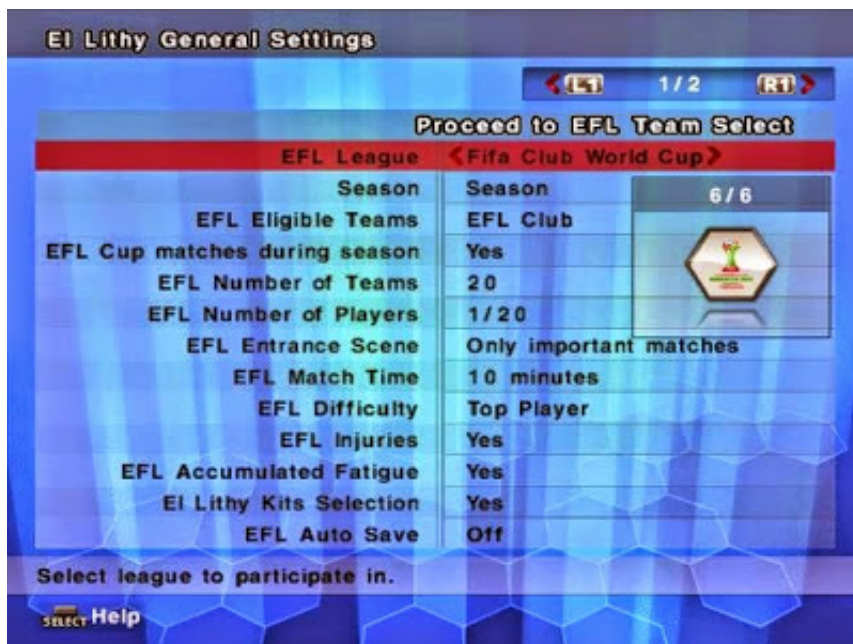 El Lithy General Settings
L1 1/2 R1
Proceed to EFL Team Select
EFL League Fifa Club World Cup
Season Season
6/6
EFL Eligible Teams EFL Club
EFL Cup matches during season Yes
EFL Number of Teams 20
EFL Number of Players 1/20
EFL Entrance Scene Only important matches
EFL Match Time 10 minutes
EFL Difficulty Top Player
EFL Injuries Yes
EFL Accumulated Fatigue Yes
El Lithy Kits Selection Yes
EFL Auto Save Off
Select league to participate in.
SELECT Help